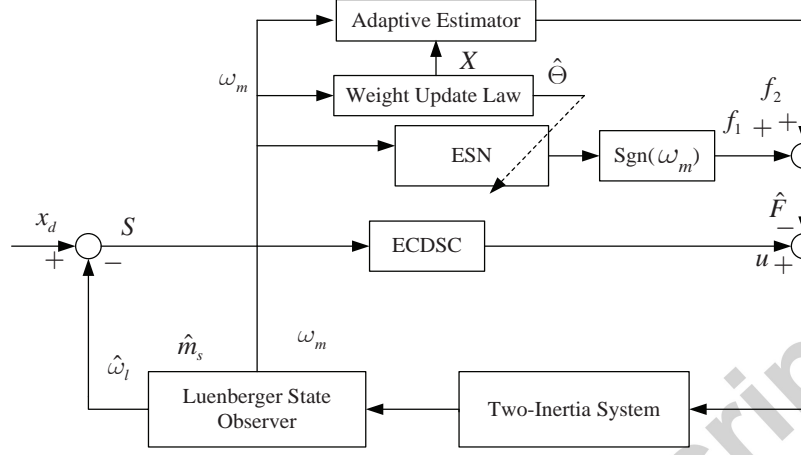 Adaptive Estimator
X
Θ̂
ω_m
Weight Update Law
f_2
f_1
+
+
ESN
Sgn(ω_m)
x_d
S
F̂
−
+
−
ECDSC
u
+
ω_m
m̂_s
ω̂_l
Luenberger State
Observer
Two-Inertia System
crip